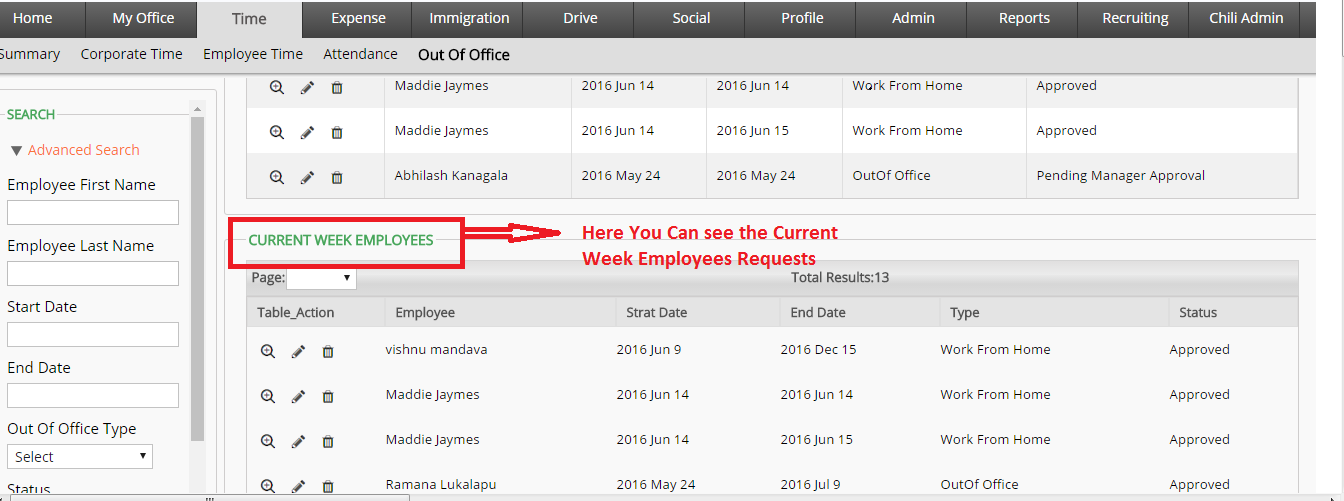 Home My Office Time Expense Immigration Drive Social Profile Admin Reports Recruiting Chili Admin
Summary Corporate Time Employee Time Attendance Out Of Office
SEARCH
Advanced Search
Employee First Name
Employee Last Name
Start Date
End Date
Out Of Office Type
Select
Status
Maddie Jaymes 2016 Jun 14 2016 Jun 14 Work From Home Approved
Maddie Jaymes 2016 Jun 14 2016 Jun 15 Work From Home Approved
Abhilash Kanagala 2016 May 24 2016 May 24 OutOf Office Pending Manager Approval
CURRENT WEEK EMPLOYEES
Here You Can see the Current
Week Employees Requests
Page: Total Results:13
Table_Action Employee Strat Date End Date Type Status
vishnu mandava 2016 Jun 9 2016 Dec 15 Work From Home Approved
Maddie Jaymes 2016 Jun 14 2016 Jun 14 Work From Home Approved
Maddie Jaymes 2016 Jun 14 2016 Jun 15 Work From Home Approved
Ramana Lukalapu 2016 May 24 2016 Jul 9 OutOf Office Approved